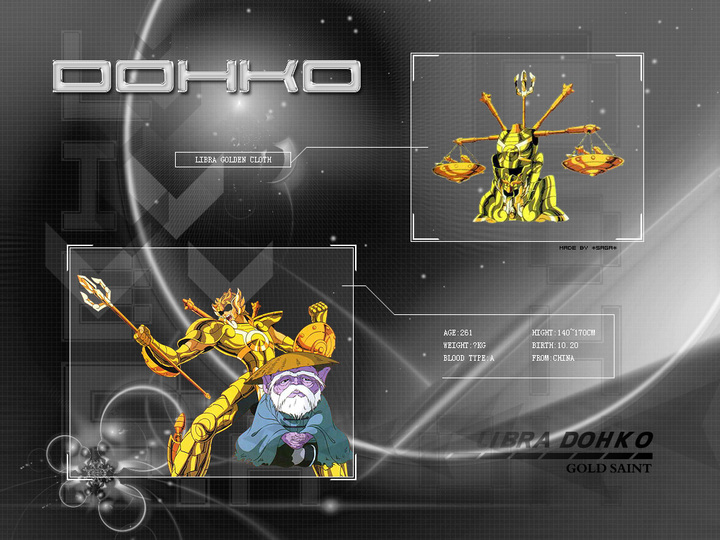 DOHKO
LIBRA GOLDEN CLOTH
MADE BY *SAGA*
AGE:261
HIGHT:140~170CM
WEIGHT:?KG
BIRTH:10.20
BLOOD TYPE:A
FROM CHINA
LIBRA DOHKO
GOLD SAINT